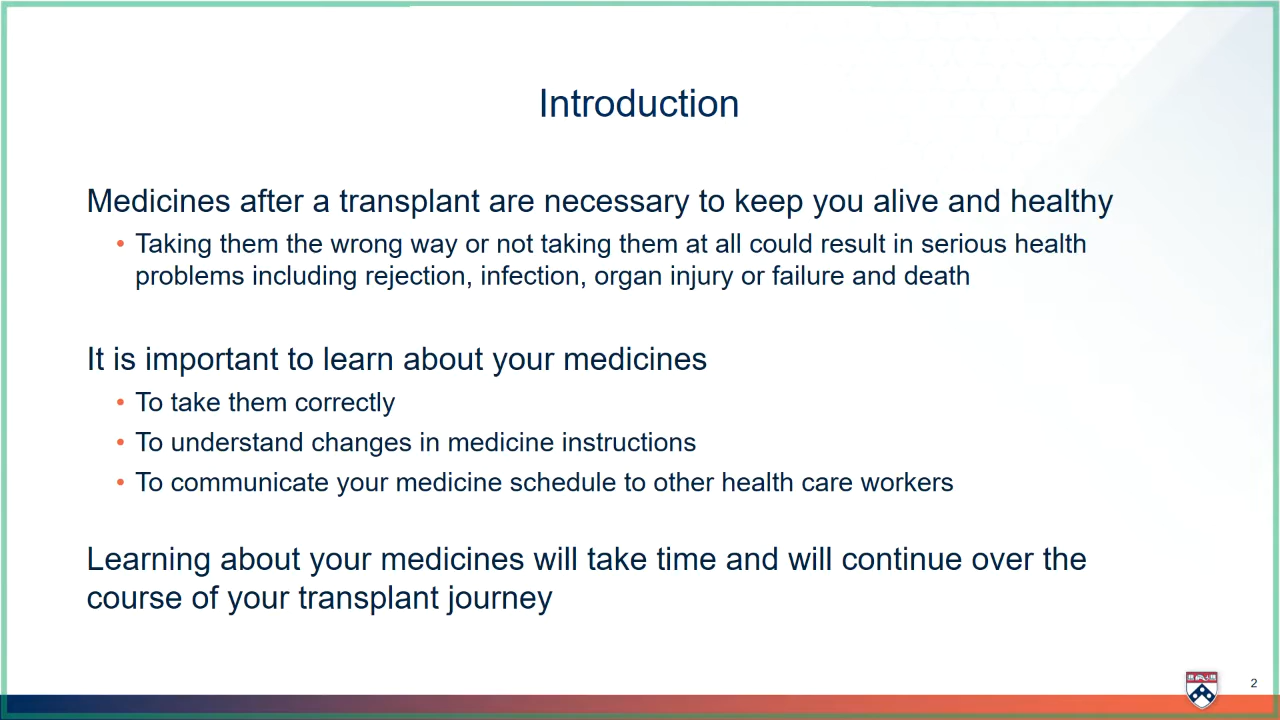 Introduction
Medicines after a transplant are necessary to keep you alive and healthy
• Taking them the wrong way or not taking them at all could result in serious health
problems including rejection, infection, organ injury or failure and death
It is important to learn about your medicines
• To take them correctly
• To understand changes in medicine instructions
• To communicate your medicine schedule to other health care workers
Learning about your medicines will take time and will continue over the
course of your transplant journey
2